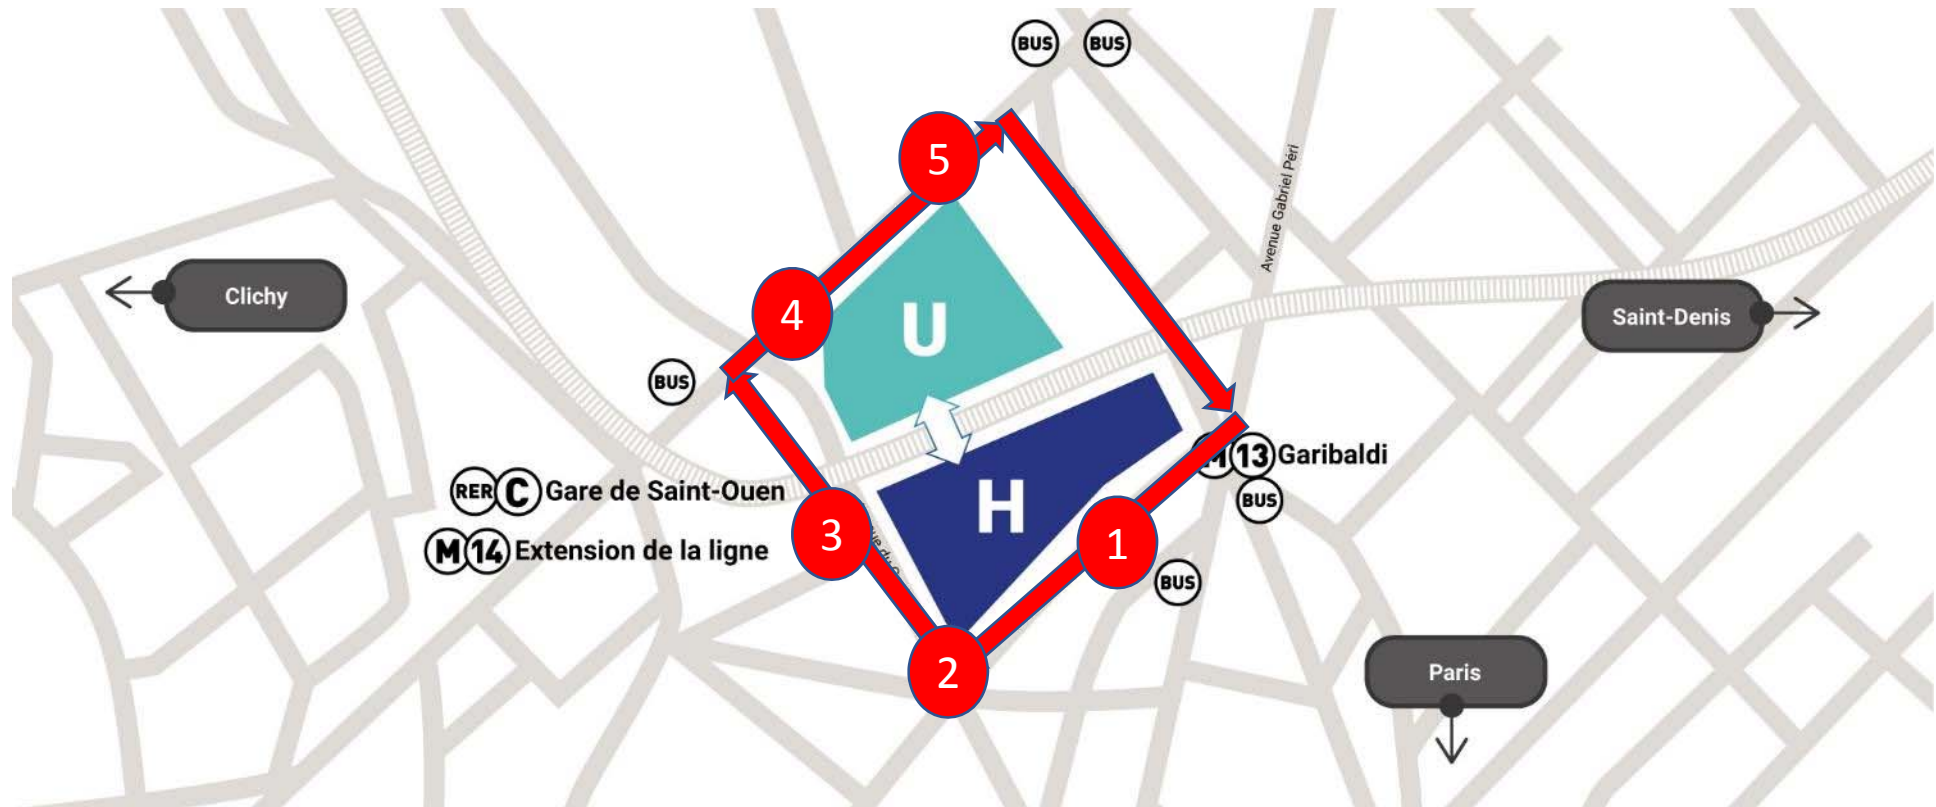 BUS
BUS
5
Avenue Gabriel Péri
Clichy
4
U
Saint-Denis
BUS
M 13 Garibaldi
RER C Gare de Saint-Ouen
BUS
H
3
1
M 14 Extension de la ligne
BUS
2
Paris